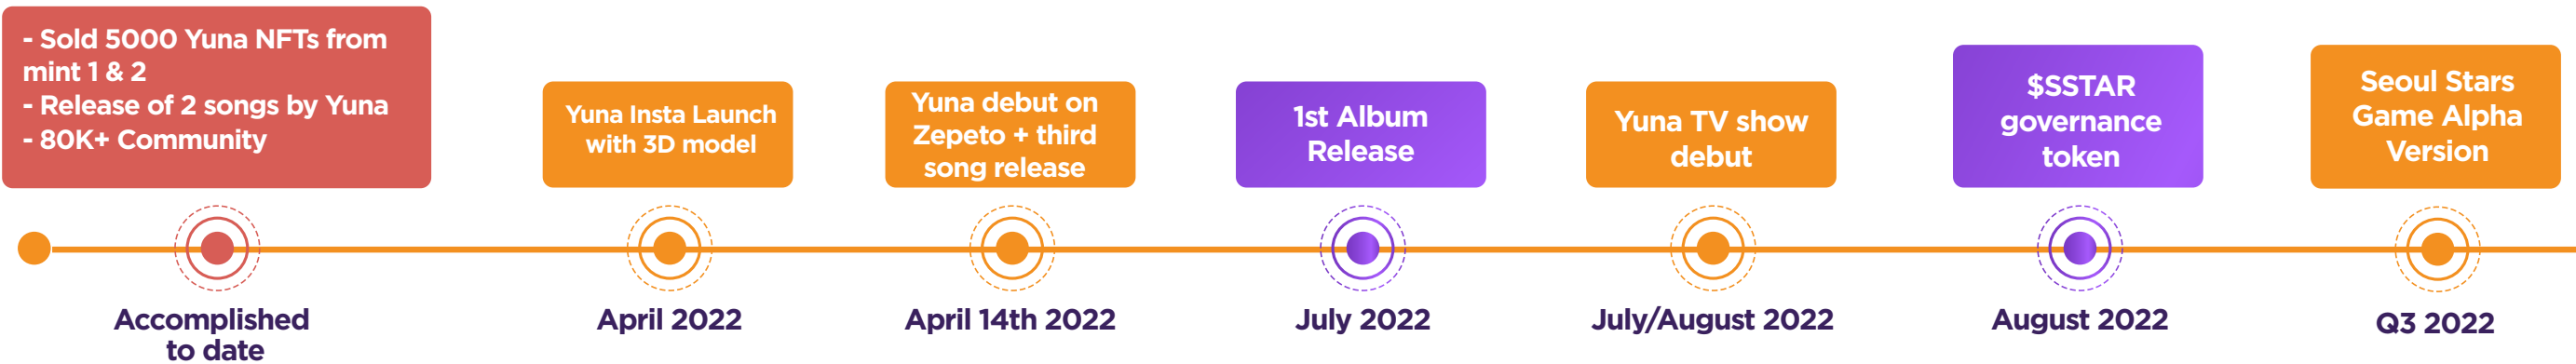 - Sold 5000 Yuna NFTs from
mint 1 & 2
- Release of 2 songs by Yuna
- 80K+ Community
Accomplished
to date
Yuna Insta Launch
with 3D model
April 2022
Yuna debut on
Zepeto + third
song release
April 14th 2022
1st Album
Release
July 2022
Yuna TV show
debut
July/August 2022
$SSTAR
governance
token
August 2022
Seoul Stars
Game Alpha
Version
Q3 2022